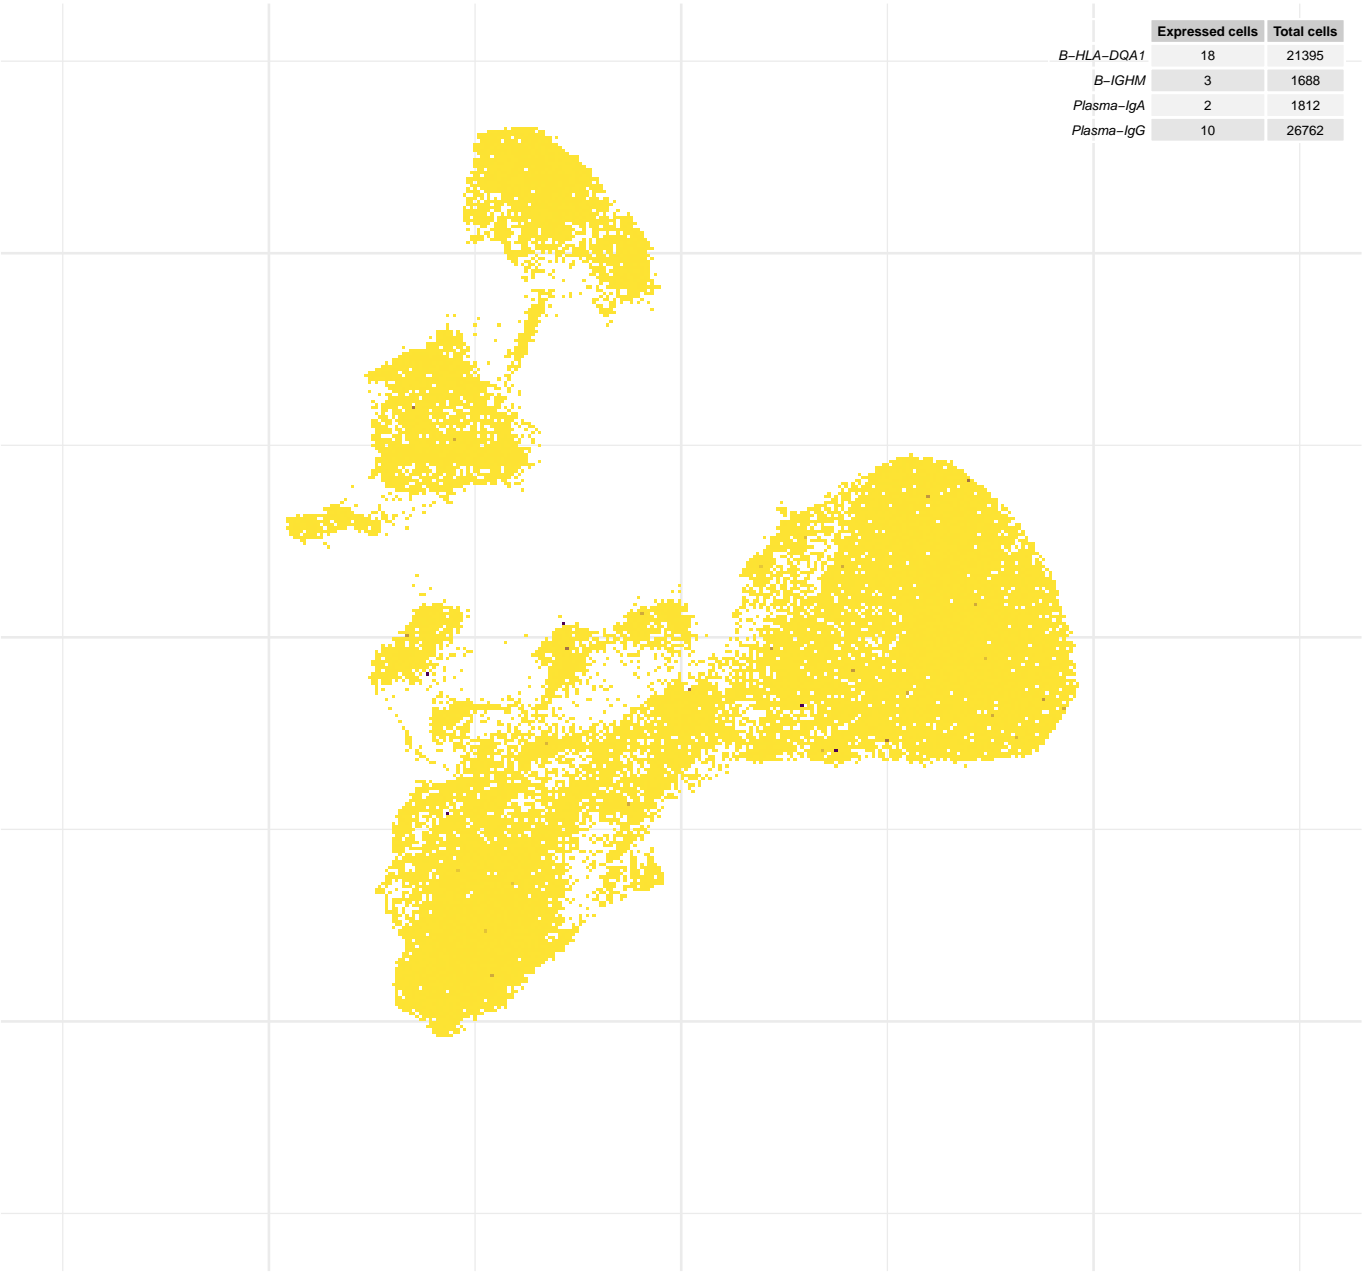 Expressed cells Total cells
B−HLA−DQA1 18 21395
B−IGHM 3 1688
Plasma−IgA 2 1812
Plasma−IgG 10 26762